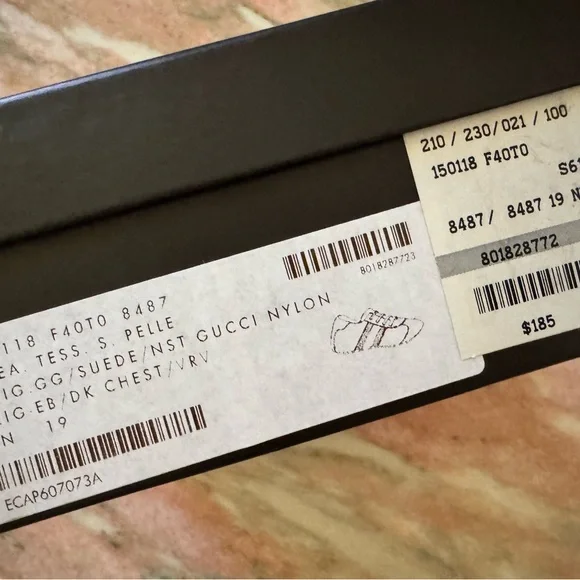 210 / 230/021 / 100
150118 F40T0
8487/ 8487 19 N
801828772
$185
8018287723
118 F40T0 8487
EA. TESS. S. PELLE
IG.GG/SUEDE/NST GUCCI NYLON
IG.EB/DK CHEST/VRV
N 19
ECAP607073A